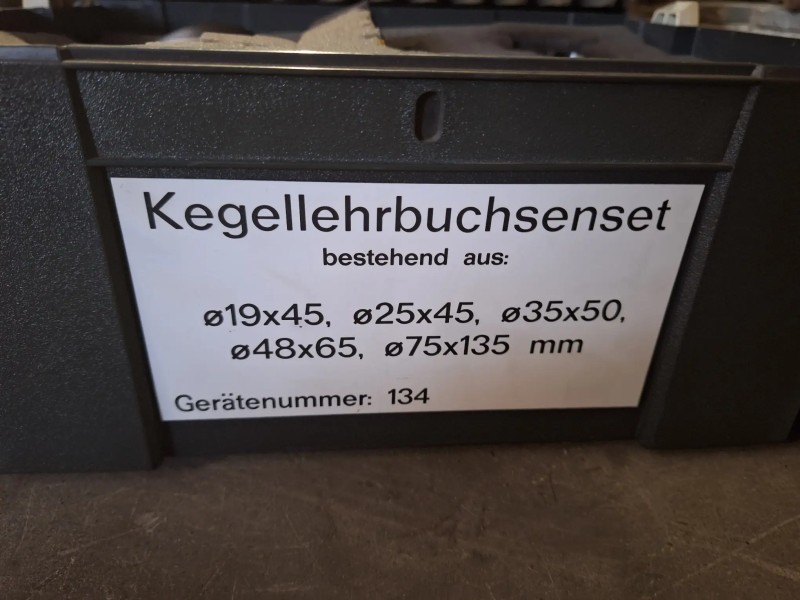 Kegellehrbuchsenset
bestehend aus:
ø19x45, ø25x45, ø35x50,
ø48x65, ø75x135 mm
Gerätenummer: 134